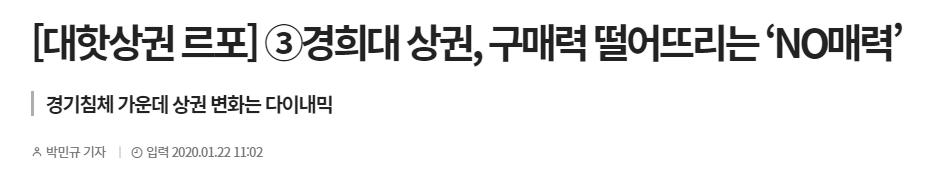 [대핫상권 르포] ③경희대 상권, 구매력 떨어뜨리는 ‘NO매력’
경기침체 가운데 상권 변화는 다이내믹
박민규 기자 | 입력 2020.01.22 11:02